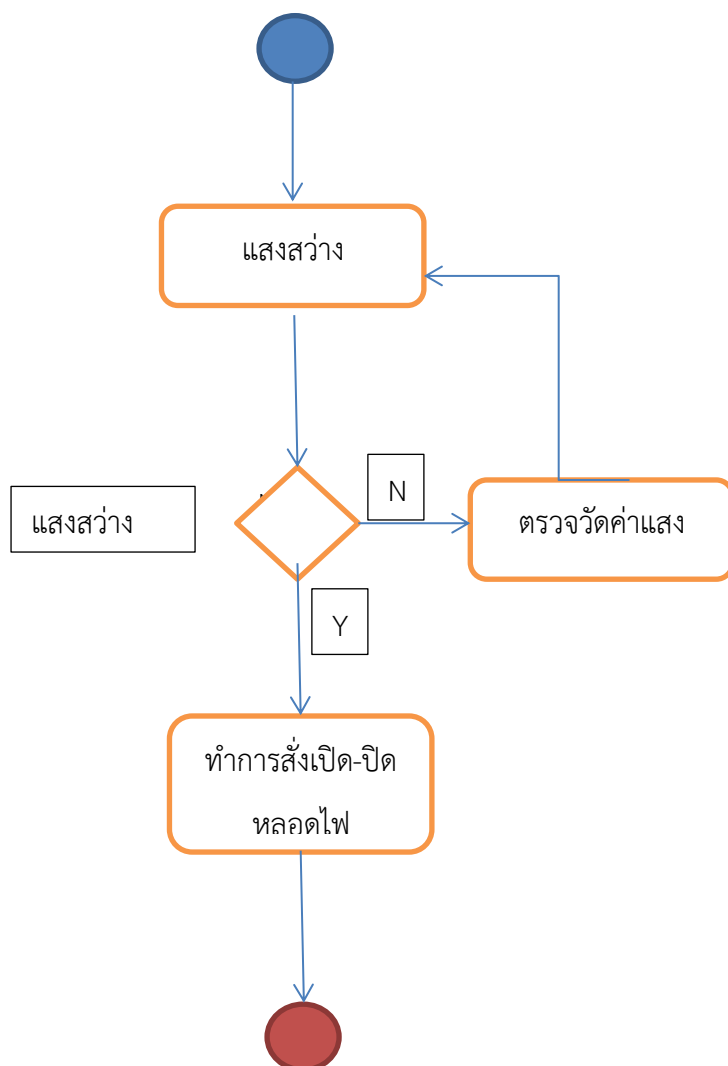 แสงสว่าง
แสงสว่าง
N
ตรวจวัดค่าแสง
Y
ทำการสั่งเปิด-ปิด
หลอดไฟ